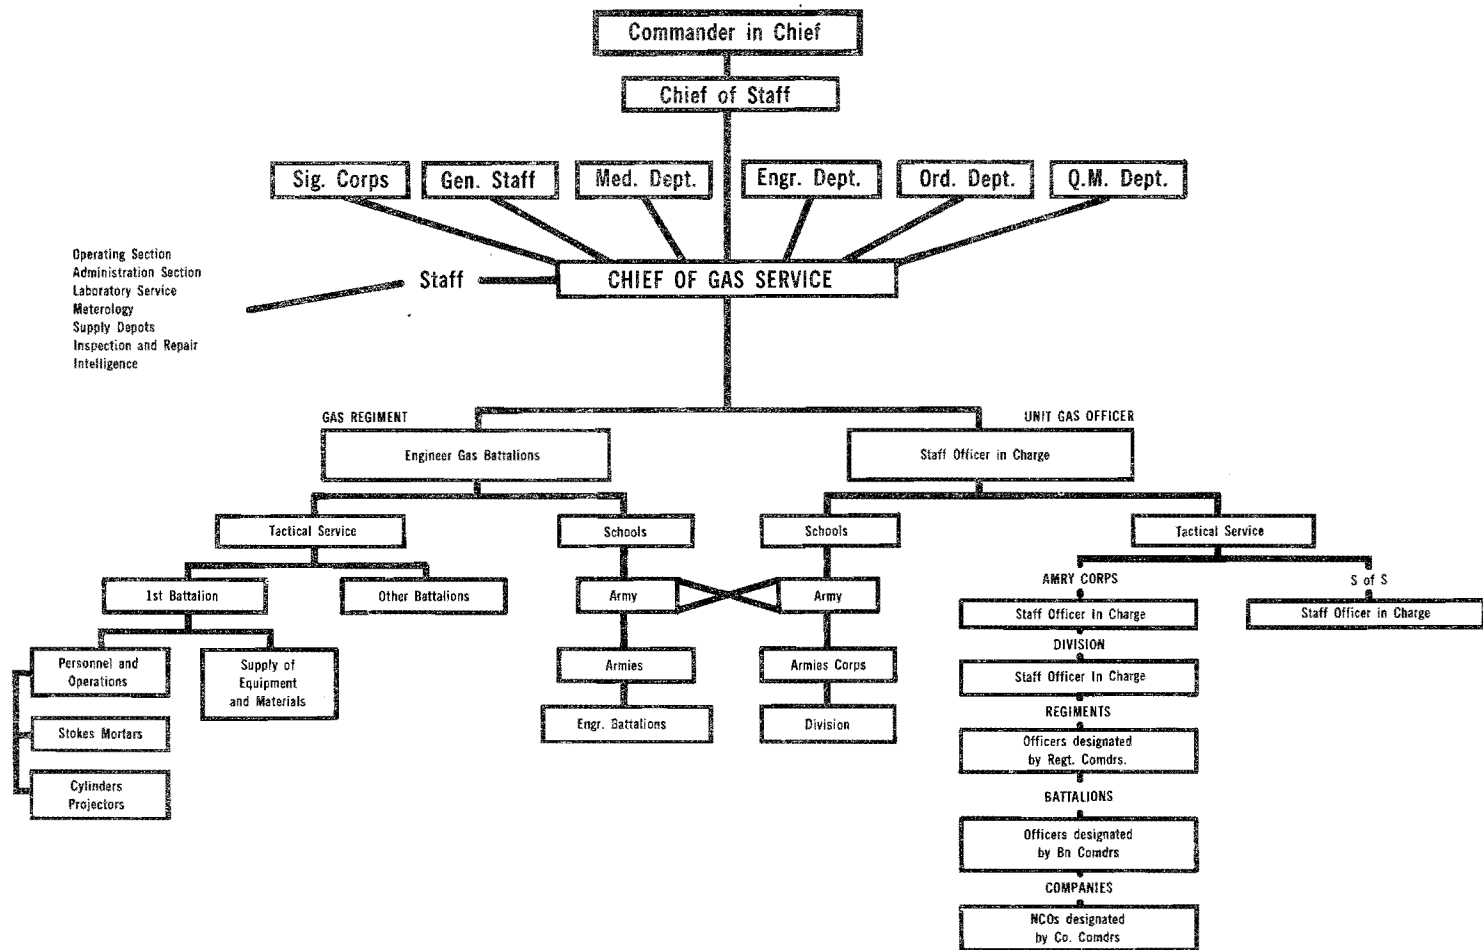 Commander in Chief
Chief of Staff
Sig. Corps
Gen. Staff
Med. Dept.
Engr. Dept.
Ord. Dept.
Q.M. Dept.
Operating Section
Administration Section
Laboratory Service
Meterology
Supply Depots
Inspection and Repair
Intelligence
Staff
CHIEF OF GAS SERVICE
GAS REGIMENT
Engineer Gas Battalions
UNIT GAS OFFICER
Staff Officer in Charge
Tactical Service
Schools
Schools
Tactical Service
1st Battalion
Other Battalions
Army
Army
AMRY CORPS
Staff Officer In Charge
S of S
Staff Officer in Charge
Personnel and
Operations
Supply of
Equipment
and Materials
Armies
Armies Corps
DIVISION
Staff Officer In Charge
Stokes Mortars
Engr. Battalions
Division
REGIMENTS
Officers designated
by Regt. Comdrs.
Cylinders
Projectors
BATTALIONS
Officers designated
by Bn Comdrs
COMPANIES
NCOs designated
by Co. Comdrs